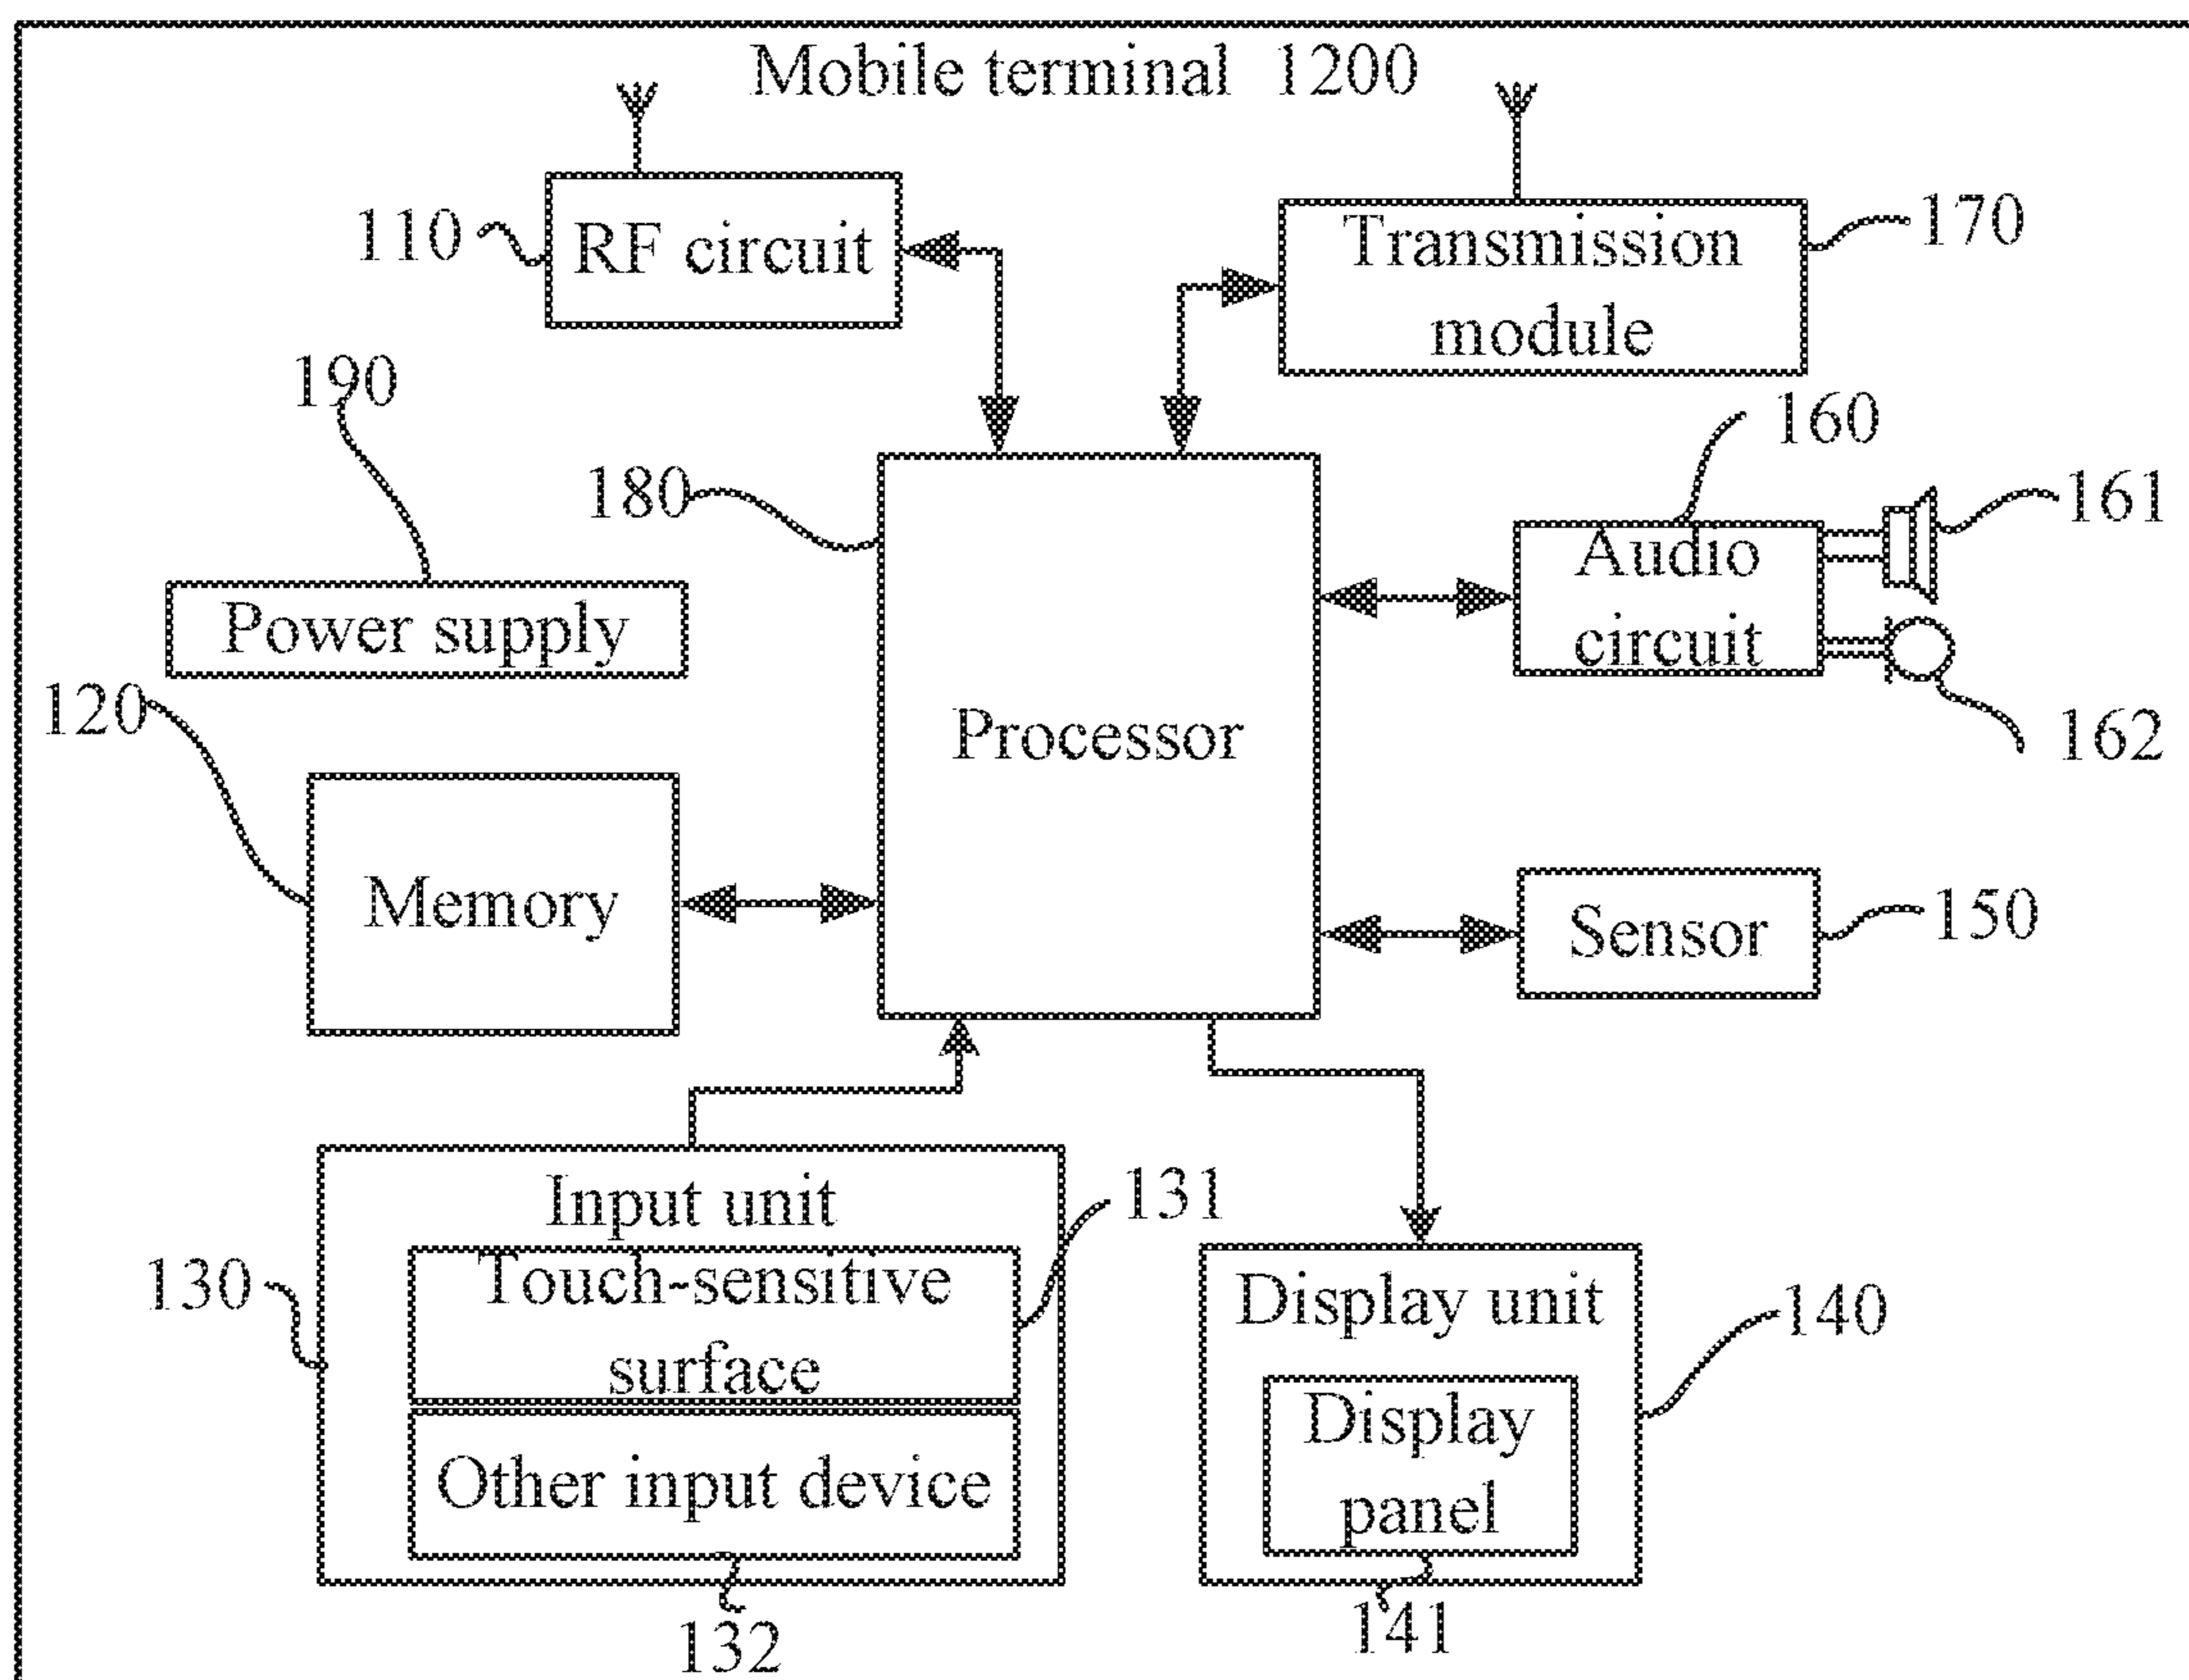 Mobile terminal 1200
110
RF circuit
Transmission
module
170
190
160
180
161
Audio
circuit
Power supply
120
162
Processor
Memory
150
Sensor
Input unit
131
130
Touch-sensitive
surface
Display unit
140
Other input device
Display
panel
132
141